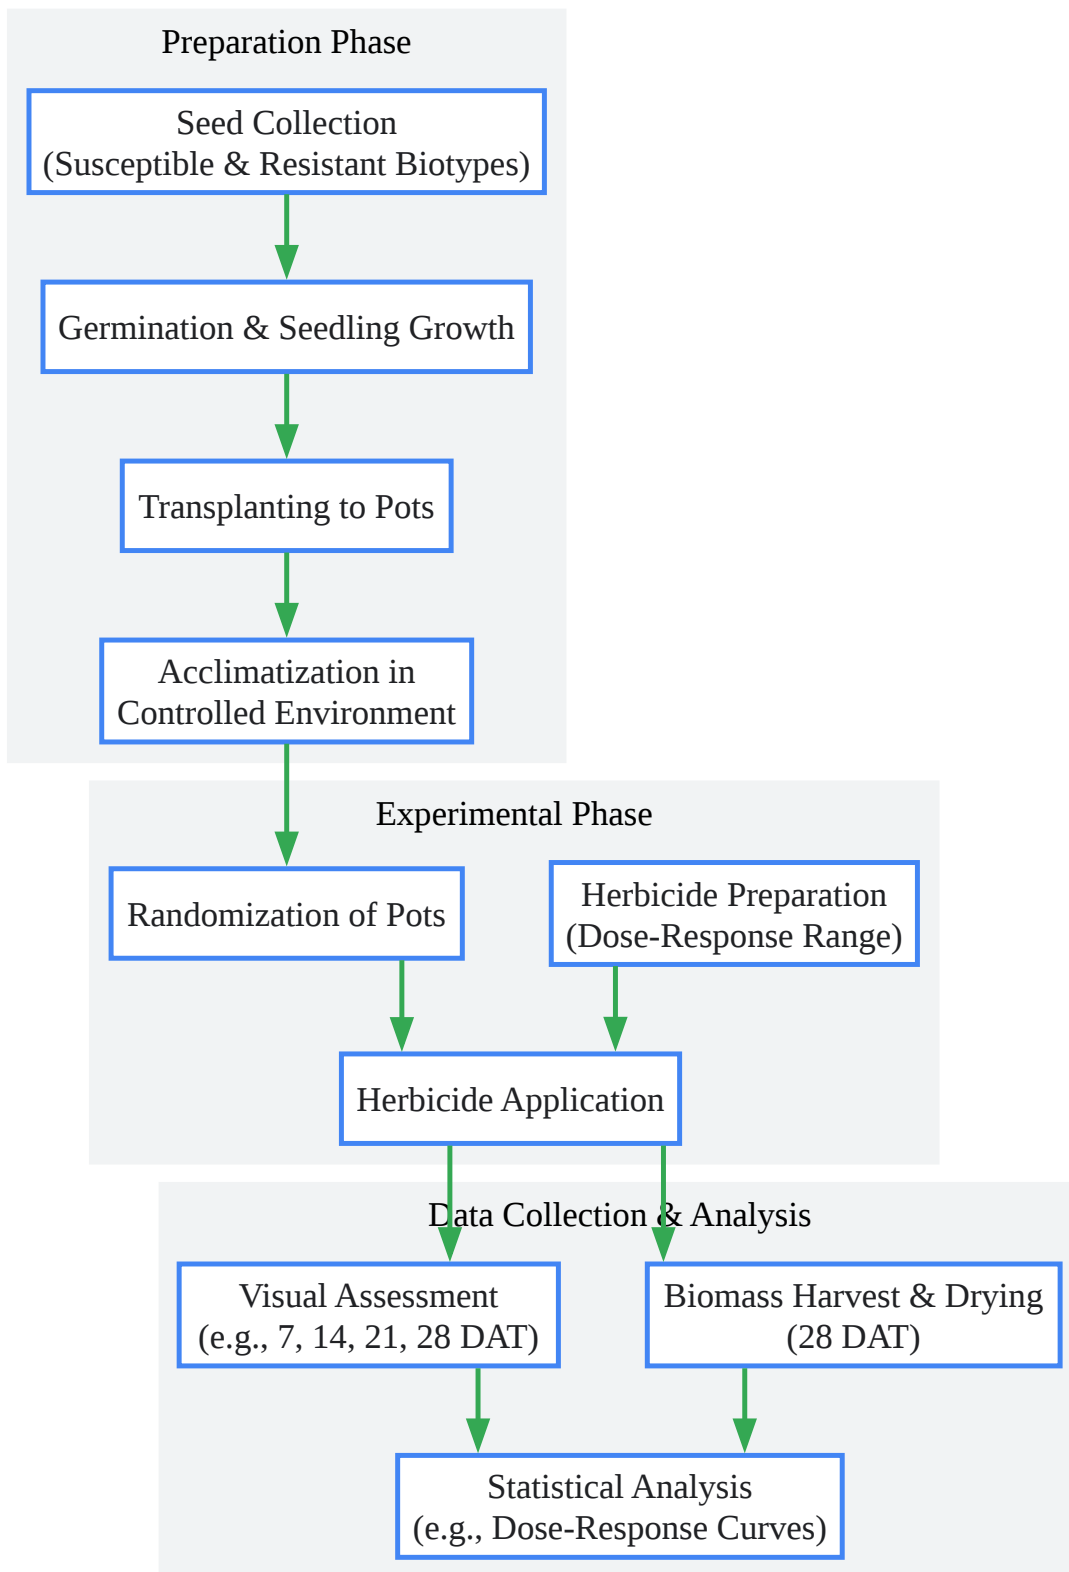 Preparation Phase
Seed Collection
(Susceptible & Resistant Biotypes)
Germination & Seedling Growth
Transplanting to Pots
Acclimatization in
Controlled Environment
Experimental Phase
Randomization of Pots
Herbicide Preparation
(Dose-Response Range)
Herbicide Application
Data Collection & Analysis
Visual Assessment
(e.g., 7, 14, 21, 28 DAT)
Biomass Harvest & Drying
(28 DAT)
Statistical Analysis
(e.g., Dose-Response Curves)